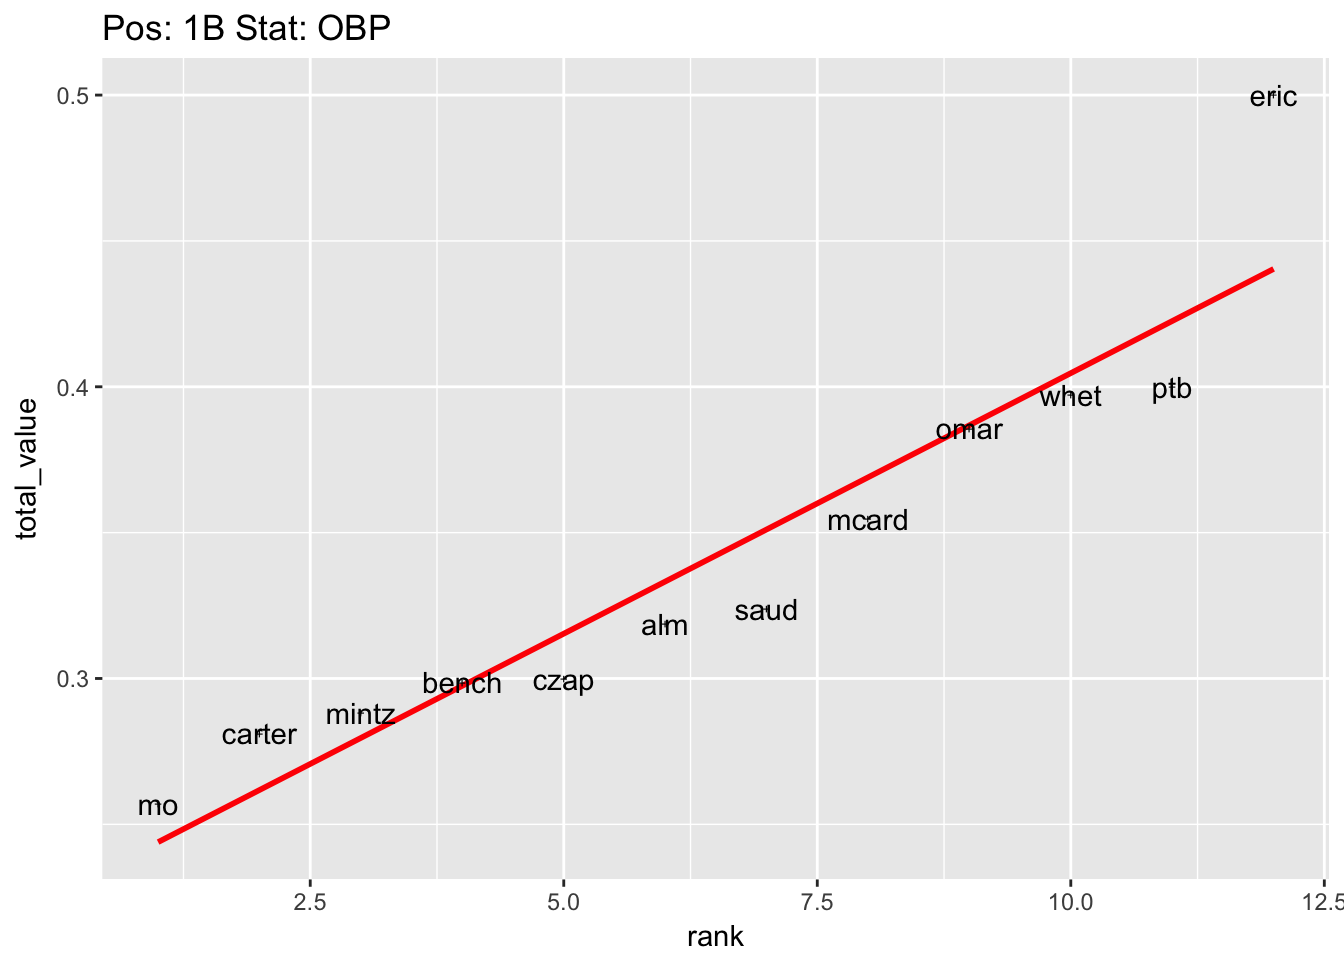 Pos: 1B Stat: OBP
0.5
eric
0.4
ptb
whet
omar
mcard
0.3
saud
alm
czap
bench
mintz
carter
mo
total_value
2.5
5.0
7.5
10.0
12.5
rank